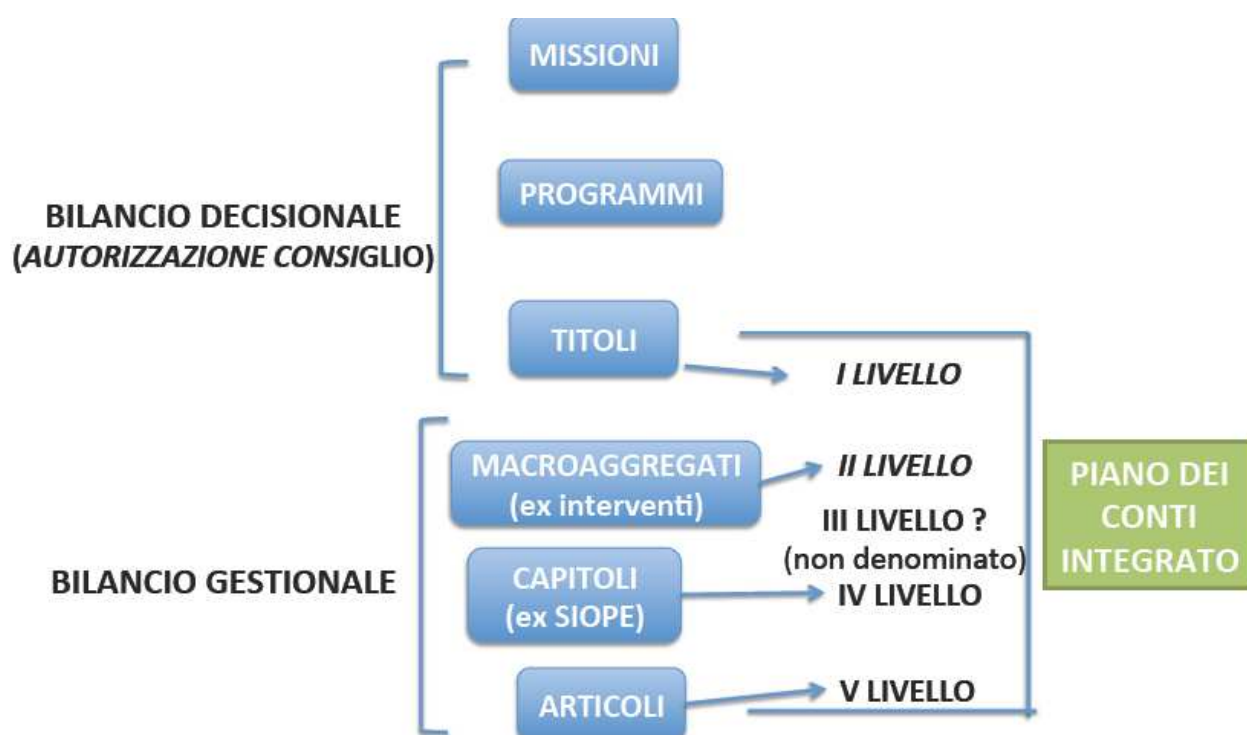 MISSIONI
PROGRAMMI
BILANCIO DECISIONALE
(AUTORIZZAZIONE CONSIGLIO)
TITOLI
I LIVELLO
MACROAGGREGATI
(ex interventi)
II LIVELLO
III LIVELLO ?
(non denominato)
PIANO DEI
CONTI
INTEGRATO
BILANCIO GESTIONALE
CAPITOLI
(ex SIOPE)
IV LIVELLO
ARTICOLI
V LIVELLO